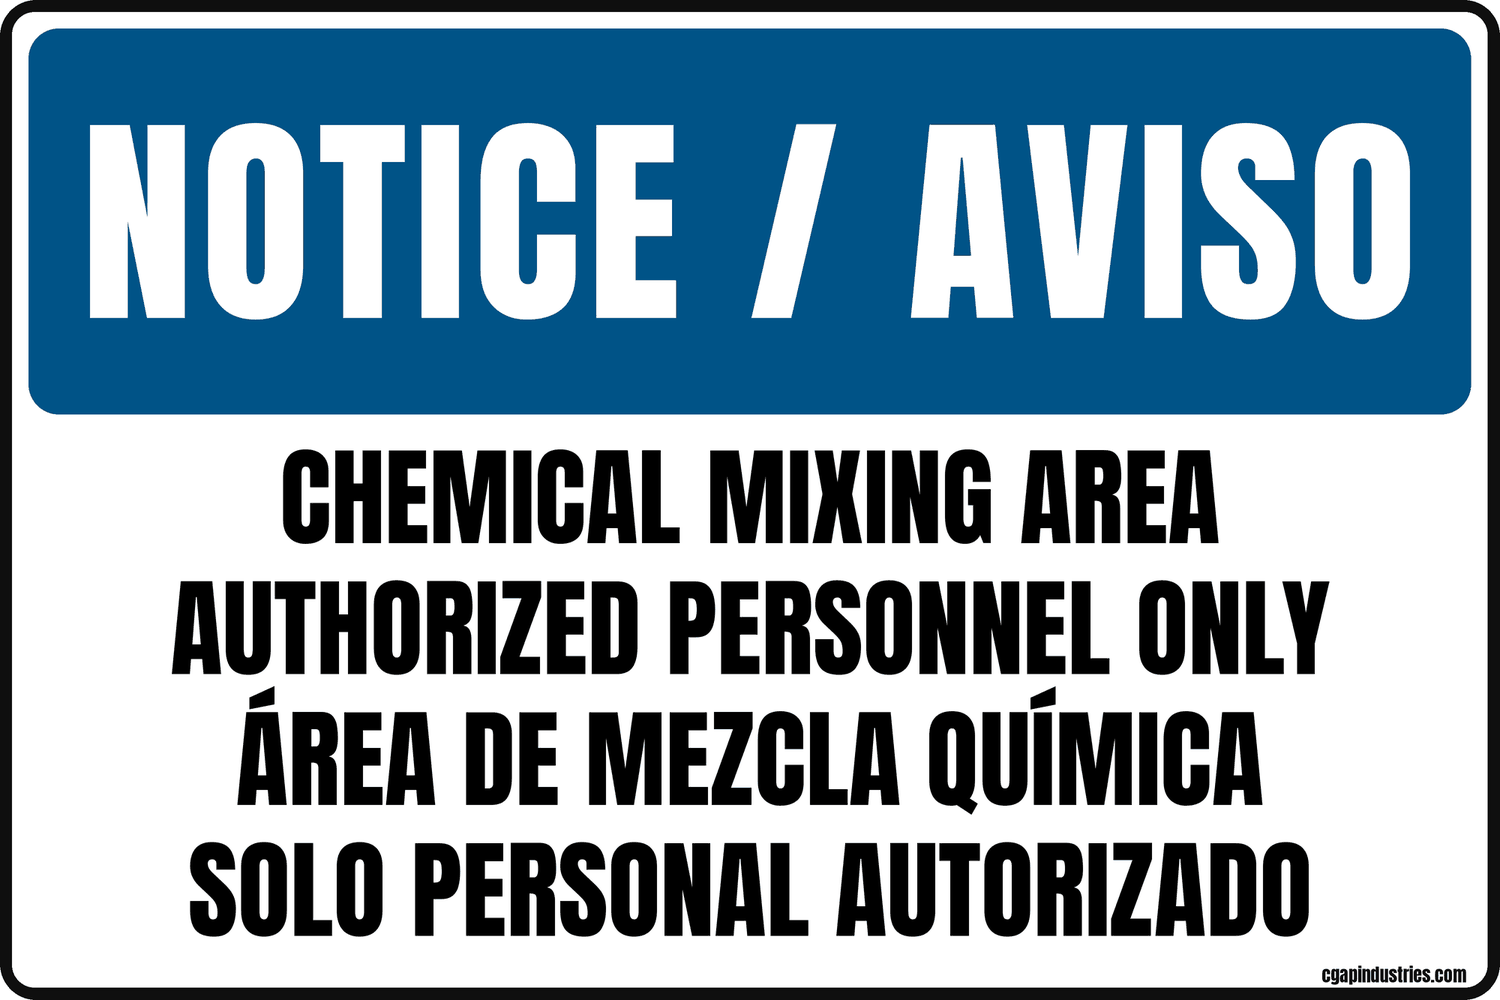 NOTICE / AVISO
CHEMICAL MIXING AREA
AUTHORIZED PERSONNEL ONLY
ÁREA DE MEZCLA QUÍMICA
SOLO PERSONAL AUTORIZADO
cgapindustries.com